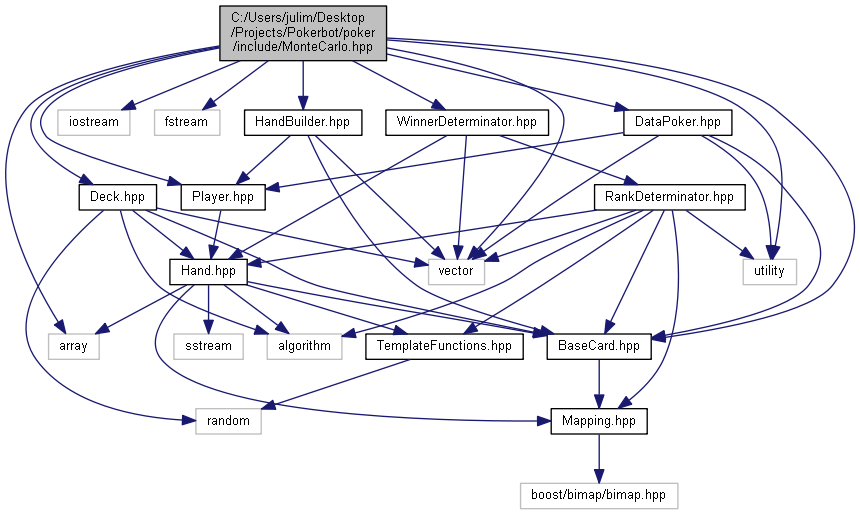 C:/Users/julim/Desktop
/Projects/Pokerbot/poker
/include/MonteCarlo.hpp
iostream
fstream
HandBuilder.hpp
WinnerDeterminator.hpp
DataPoker.hpp
Deck.hpp
Player.hpp
RankDeterminator.hpp
Hand.hpp
vector
utility
array
sstream
algorithm
TemplateFunctions.hpp
BaseCard.hpp
random
Mapping.hpp
boost/bimap/bimap.hpp